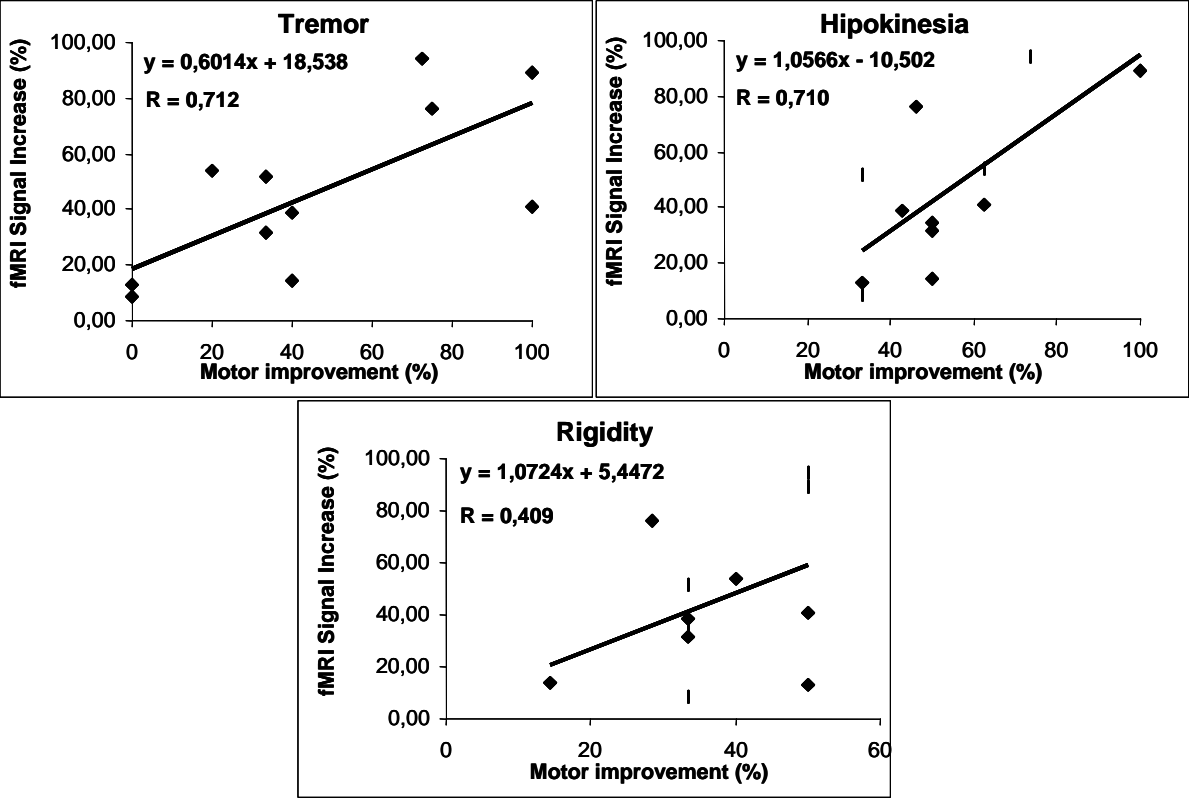 Tremor
fMRI Signal Increase (%)
100,00
80,00
60,00
40,00
20,00
0,00
y = 0,6014x + 18,538
R = 0,712
0 20 40 60 80 100
Motor improvement (%)
Hipokinesia
fMRI Signal Increase (%)
100,00
80,00
60,00
40,00
20,00
0,00
y = 1,0566x - 10,502
R = 0,710
0 20 40 60 80 100
Motor improvement (%)
Rigidity
fMRI Signal Increase (%)
100,00
80,00
60,00
40,00
20,00
0,00
y = 1,0724x + 5,4472
R = 0,409
0 20 40 60
Motor improvement (%)